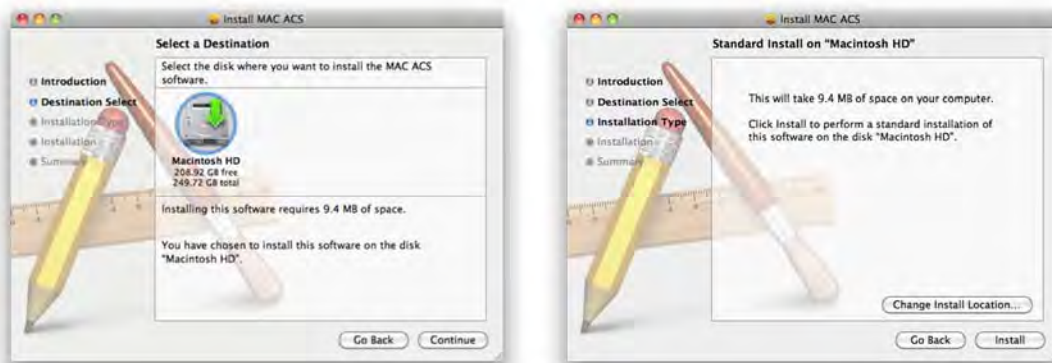 Install MAC ACS
Select a Destination
Introduction
Destination Select
Installation Type
Installation
Summary
Select the disk where you want to install the MAC ACS
software.
Macintosh HD
208.92 GB free
249.72 GB total
Installing this software requires 9.4 MB of space.
You have chosen to install this software on the disk
"Macintosh HD".
Go Back
Continue
Install MAC ACS
Standard Install on "Macintosh HD"
Introduction
Destination Select
Installation Type
Installation
Summary
This will take 9.4 MB of space on your computer.
Click Install to perform a standard installation of
this software on the disk "Macintosh HD".
Change Install Location...
Go Back
Install